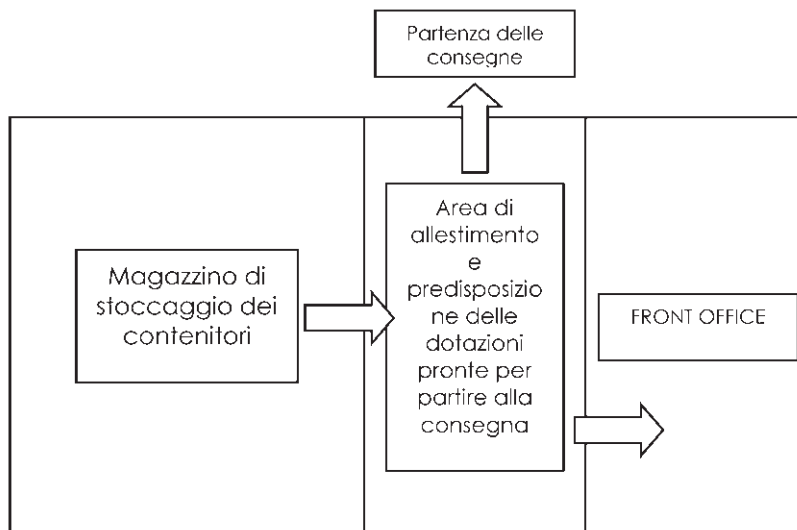 Partenza delle
consegne
Magazzino di
stoccaggio dei
contenitori
Area di
allestimento
e
predisposizio
ne delle
dotazioni
pronte per
partire alla
consegna
FRONT OFFICE